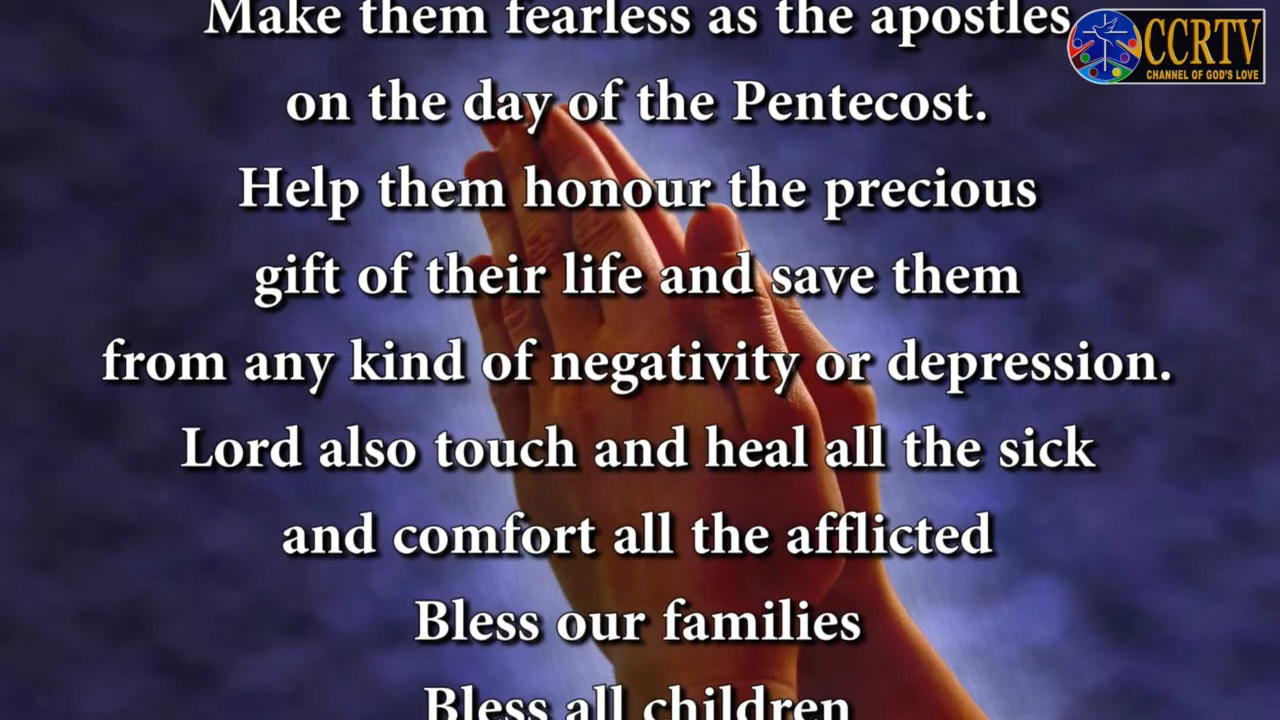 Make them fearless as the apostles
CCRTV
CHANNEL OF GOD'S LOVE
on the day of the Pentecost.
Help them honour the precious
gift of their life and save them
from any kind of negativity or depression.
Lord also touch and heal all the sick
and comfort all the afflicted
Bless our families
Bless all children